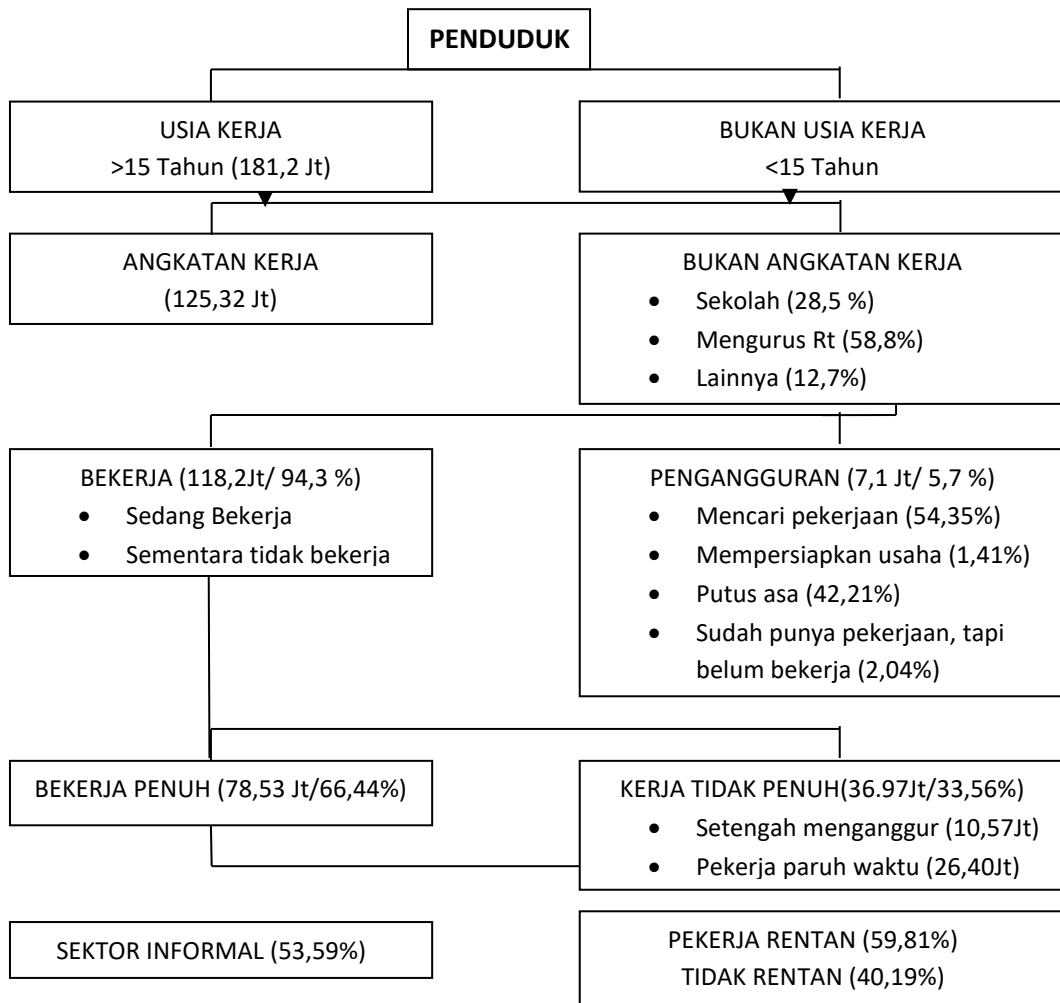 PENDUDUK
USIA KERJA
>15 Tahun (181,2 Jt)
BUKAN USIA KERJA
<15 Tahun
ANGKATAN KERJA
(125,32 Jt)
BUKAN ANGKATAN KERJA
• Sekolah (28,5 %)
• Mengurus Rt (58,8%)
• Lainnya (12,7%)
BEKERJA (118,2Jt/ 94,3 %)
• Sedang Bekerja
• Sementara tidak bekerja
PENGANGGURAN (7,1 Jt/ 5,7 %)
• Mencari pekerjaan (54,35%)
• Mempersiapkan usaha (1,41%)
• Putus asa (42,21%)
• Sudah punya pekerjaan, tapi
belum bekerja (2,04%)
BEKERJA PENUH (78,53 Jt/66,44%)
KERJA TIDAK PENUH(36.97Jt/33,56%)
• Setengah menganggur (10,57Jt)
• Pekerja paruh waktu (26,40Jt)
SEKTOR INFORMAL (53,59%)
PEKERJA RENTAN (59,81%)
TIDAK RENTAN (40,19%)